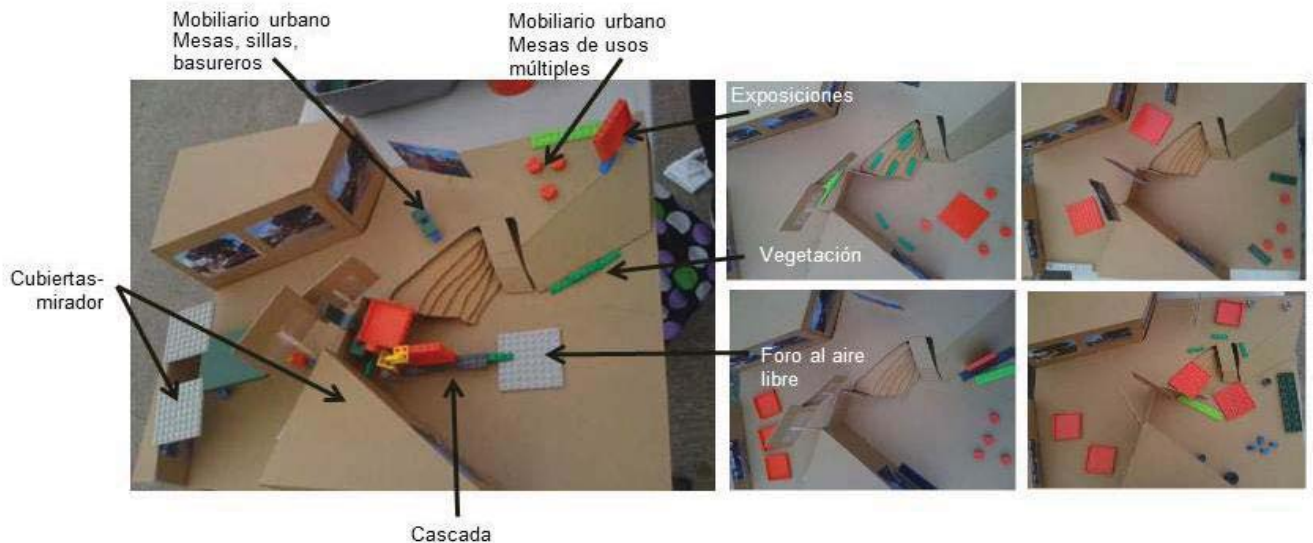 Mobiliario urbano
Mesas, sillas,
basureros
Mobiliario urbano
Mesas de usos
múltiples
Exposiciones
Vegetación
Cubiertas-
mirador
Foro al aire
libre
Cascada